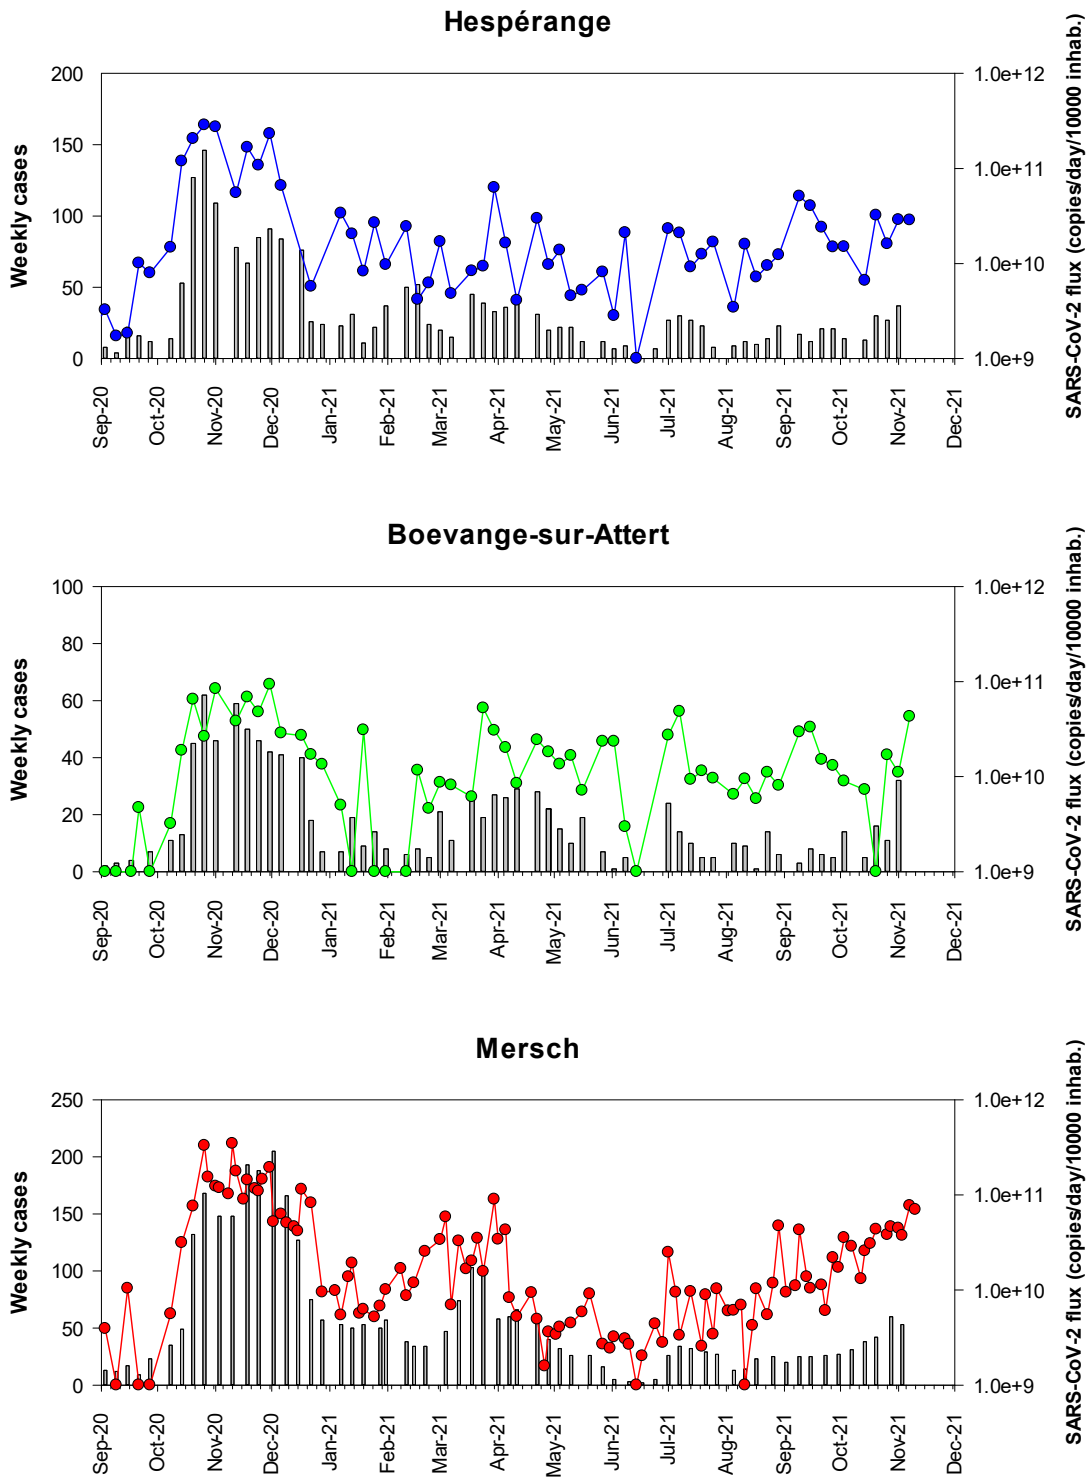 Hespérange
Weekly cases
200
150
100
50
0
1.0e+12
1.0e+11
1.0e+10
1.0e+9
SARS-CoV-2 flux (copies/day/10000 inhab.)
Sep-20 Oct-20 Nov-20 Dec-20 Jan-21 Feb-21 Mar-21 Apr-21 May-21 Jun-21 Jul-21 Aug-21 Sep-21 Oct-21 Nov-21 Dec-21
Boevange-sur-Attert
Weekly cases
100
80
60
40
20
0
1.0e+12
1.0e+11
1.0e+10
1.0e+9
SARS-CoV-2 flux (copies/day/10000 inhab.)
Sep-20 Oct-20 Nov-20 Dec-20 Jan-21 Feb-21 Mar-21 Apr-21 May-21 Jun-21 Jul-21 Aug-21 Sep-21 Oct-21 Nov-21 Dec-21
Mersch
Weekly cases
250
200
150
100
50
0
1.0e+12
1.0e+11
1.0e+10
1.0e+9
SARS-CoV-2 flux (copies/day/10000 inhab.)
Sep-20 Oct-20 Nov-20 Dec-20 Jan-21 Feb-21 Mar-21 Apr-21 May-21 Jun-21 Jul-21 Aug-21 Sep-21 Oct-21 Nov-21 Dec-21